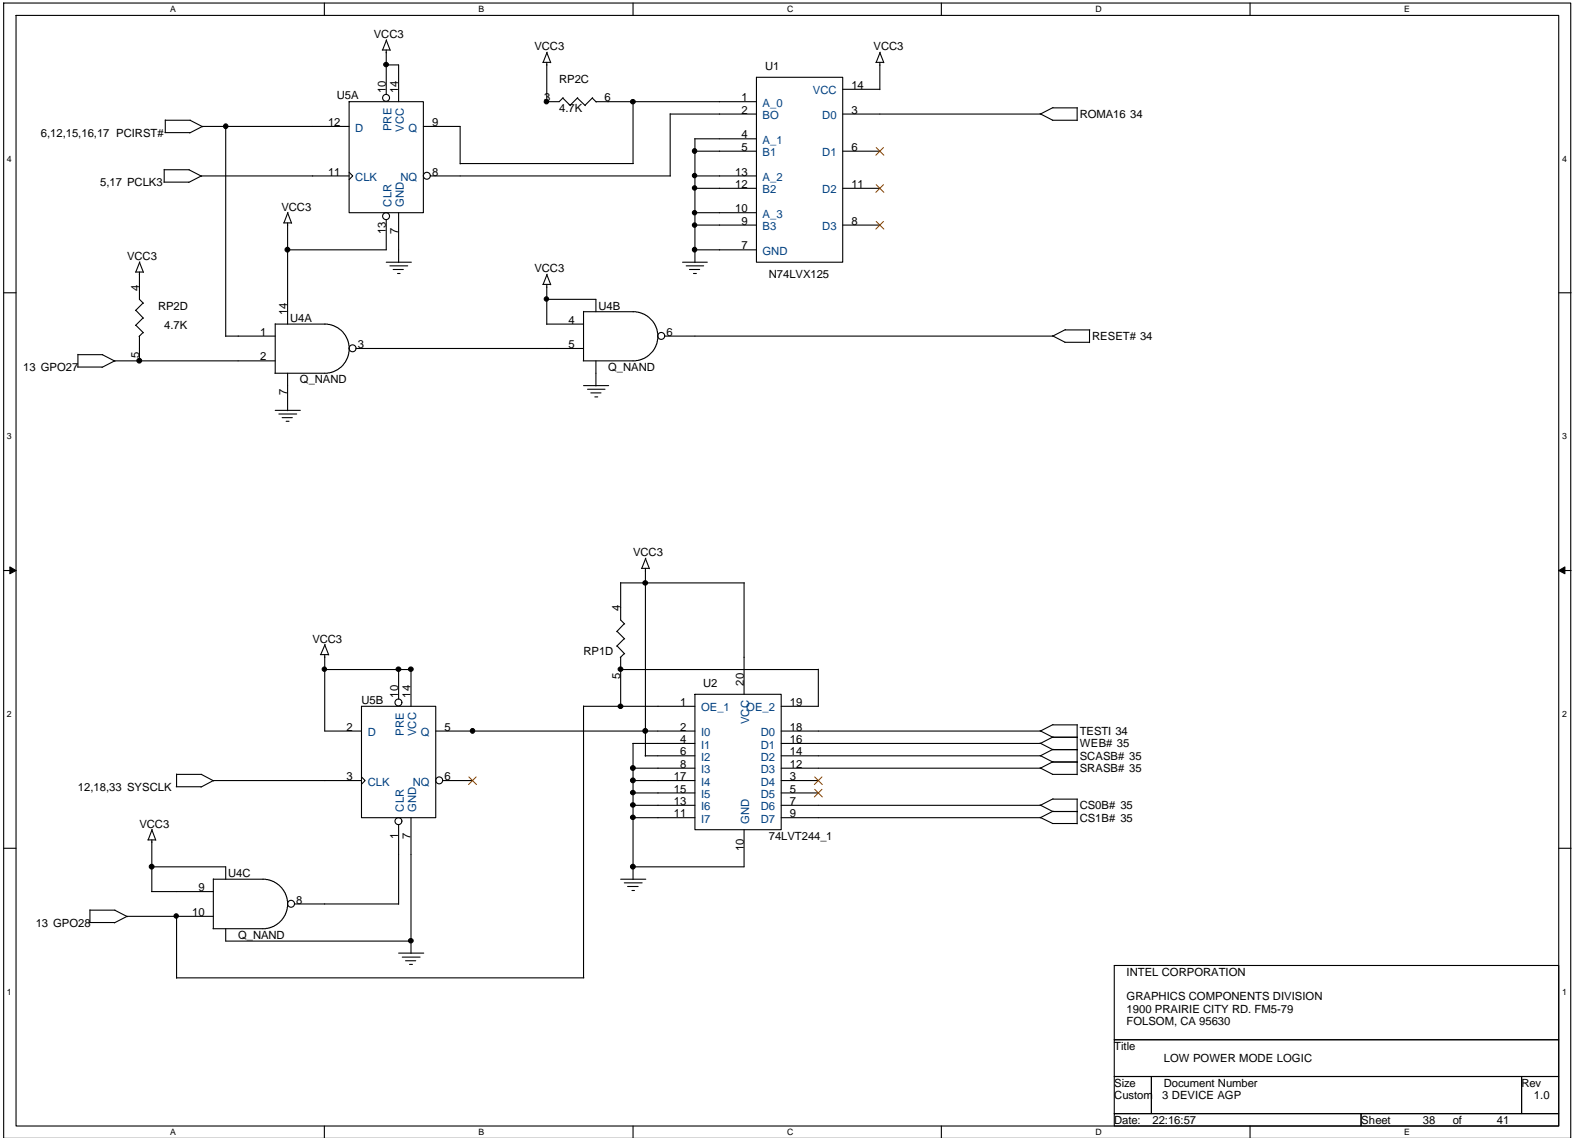 A B C D E
VCC3
VCC3
VCC3
U1
RP2C
3 6
4.7K
U5A
10 14
PRE VCC
12 D Q 9
11 CLK NQ 8
CLR GND
13 7
6,12,15,16,17 PCIRST#
5,17 PCLK3
VCC 14
1 A_0
2 BO D0 3
4 A_1
5 B1 D1 6
13 A_2
12 B2 D2 11
10 A_3
9 B3 D3 8
7 GND
N74LVX125
ROMA16 34
4 4
VCC3
VCC3
VCC3
4
RP2D
4.7K
5
14
U4A
1
2
3
Q_NAND
7
13 GPO27
U4B
4
5
6
Q_NAND
RESET# 34
3 3
VCC3
4
RP1D
5
VCC3
U5B
10 14
PRE VCC
2 D Q 5
3 CLK NQ 6
CLR GND
1 7
12,18,33 SYSCLK
U2
20
VCC
1 OE_1 OE_2 19
2 I0 D0 18
4 I1 D1 16
6 I2 D2 14
8 I3 D3 12
17 I4 D4 3
15 I5 D5 5
13 I6 D6 7
11 I7 D7 9
GND
10
74LVT244_1
TESTI 34
WEB# 35
SCASB# 35
SRASB# 35
CS0B# 35
CS1B# 35
2 2
VCC3
U4C
9
10
8
Q_NAND
13 GPO28
1 1
INTEL CORPORATION
GRAPHICS COMPONENTS DIVISION
1900 PRAIRIE CITY RD. FM5-79
FOLSOM, CA 95630
Title
LOW POWER MODE LOGIC
Size Document Number Rev
Custom 3 DEVICE AGP 1.0
Date: 22:16:57 Sheet 38 of 41
A B C D E